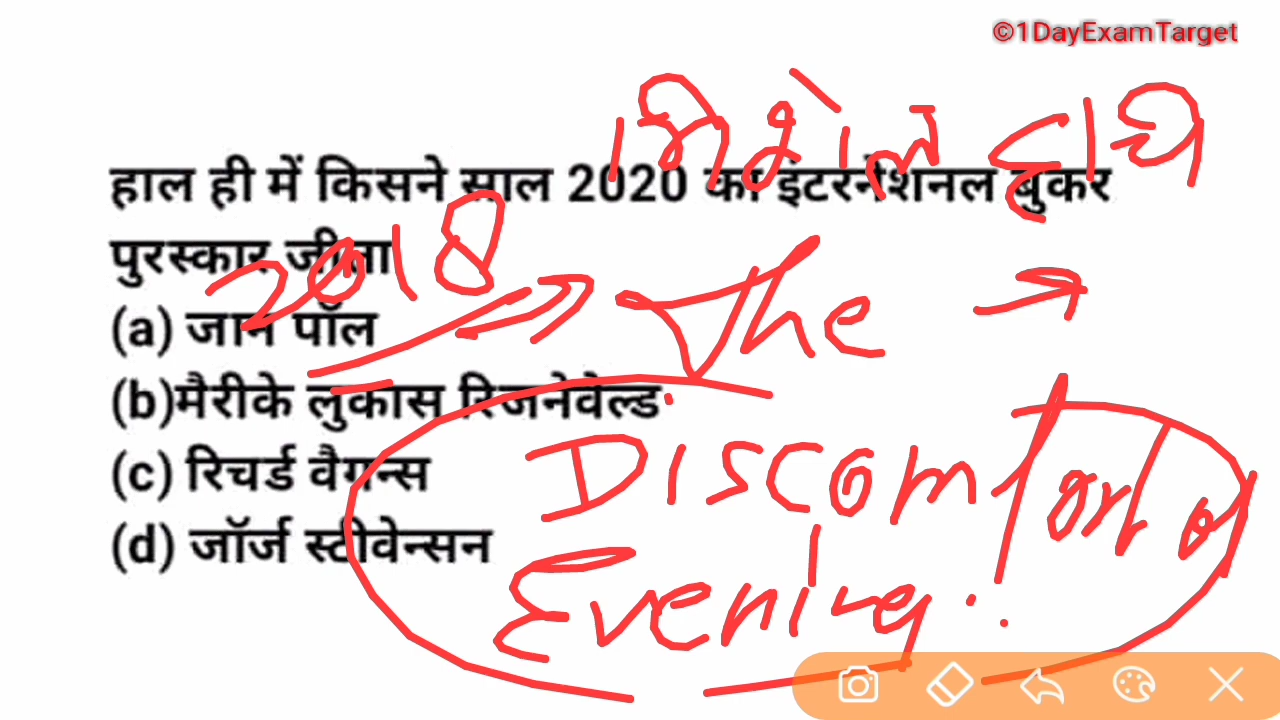 ©1DayExamTarget
हाल ही में किसने साल 2020 का इंटरनेशनल बुकर
पुरस्कार जीता
2018
The
(a) जान पॉल
(b)मैरीके लुकास रिजनेवेल्ड
(c) रिचर्ड वैगन्स
(d) जॉर्ज स्टीवेन्सन
Discomfort of
Evening